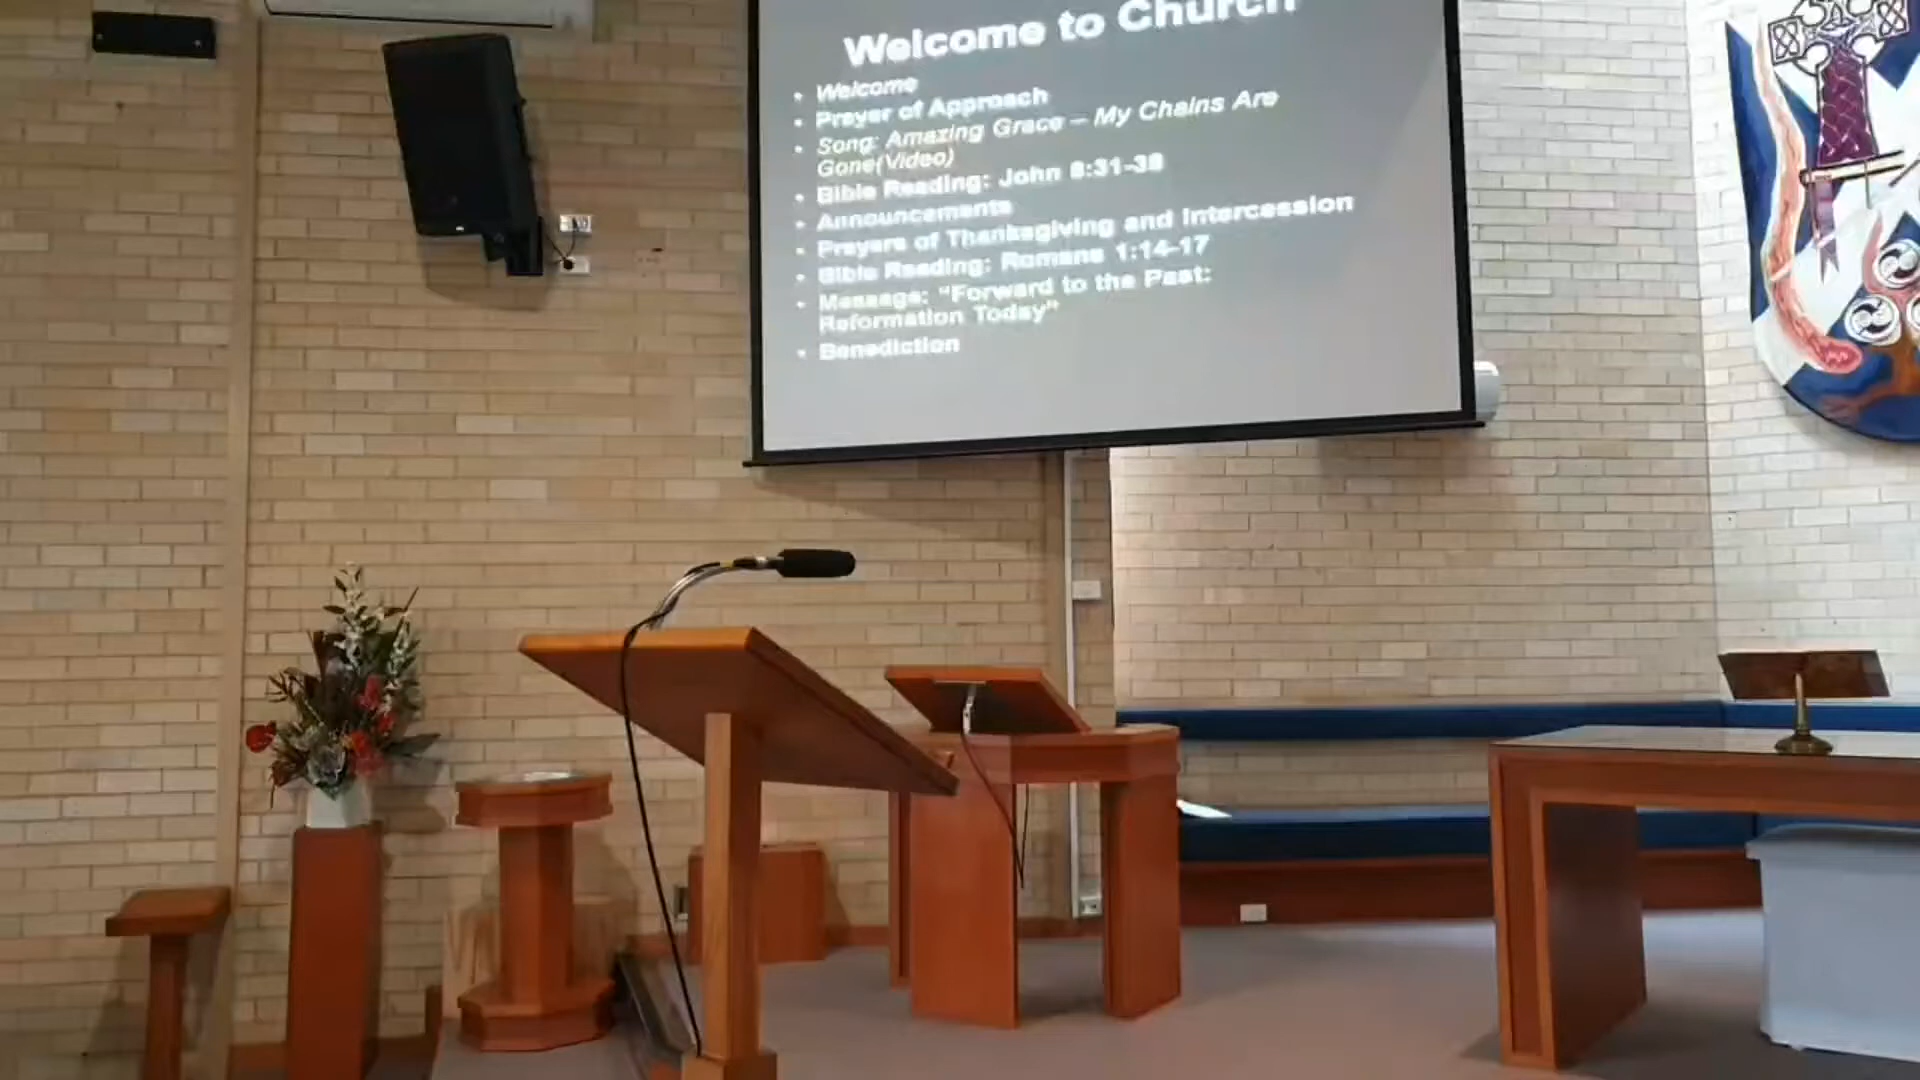 Welcome to Church
• Welcome
• Prayer of Approach
• Song: Amazing Grace – My Chains Are
Gone(Video)
• Bible Reading: John 8:31-38
• Announcements
• Prayers of Thanksgiving and Intercession
• Bible Reading: Romans 1:14-17
• Message: "Forward to the Past:
Reformation Today"
• Benediction